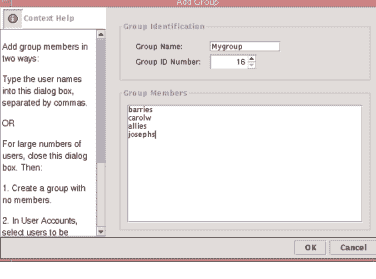 Add Group
Context Help
Add group members in
two ways:
Type the user names
into this dialog box,
separated by commas.
OR
For large numbers of
users, close this dialog
box. Then:
1. Create a group with
no members.
2. In User Accounts,
select users to be
Group Identification
Group Name: Mygroup
Group ID Number: 16
Group Members
barries
carolw
allies
josephs
OK Cancel